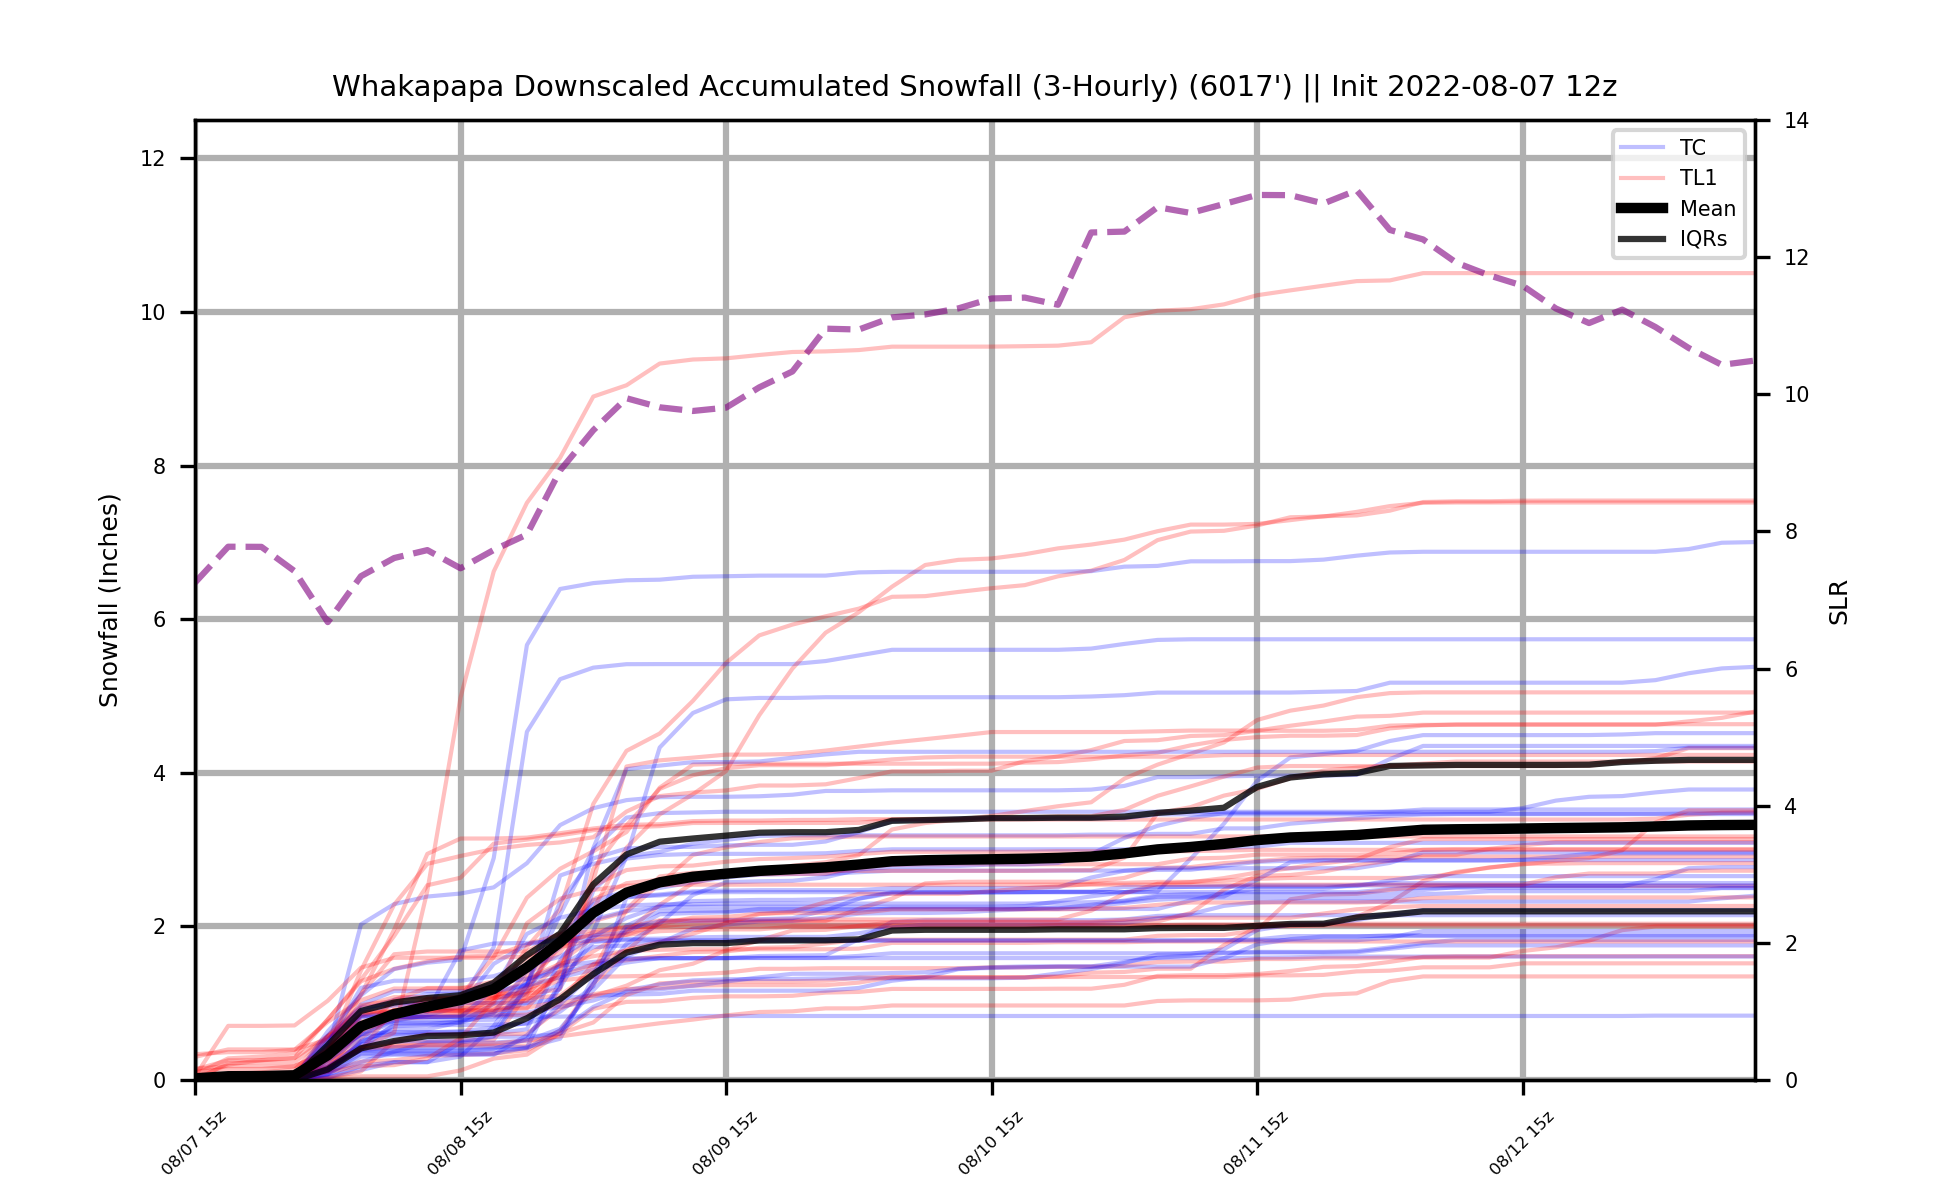 Whakapapa Downscaled Accumulated Snowfall (3-Hourly) (6017') || Init 2022-08-07 12z
TC
TL1
Mean
IQRs
Snowfall (Inches)
12
10
8
6
4
2
0
SLR
14
12
10
8
6
4
2
0
08/07 15z
08/08 15z
08/09 15z
08/10 15z
08/11 15z
08/12 15z